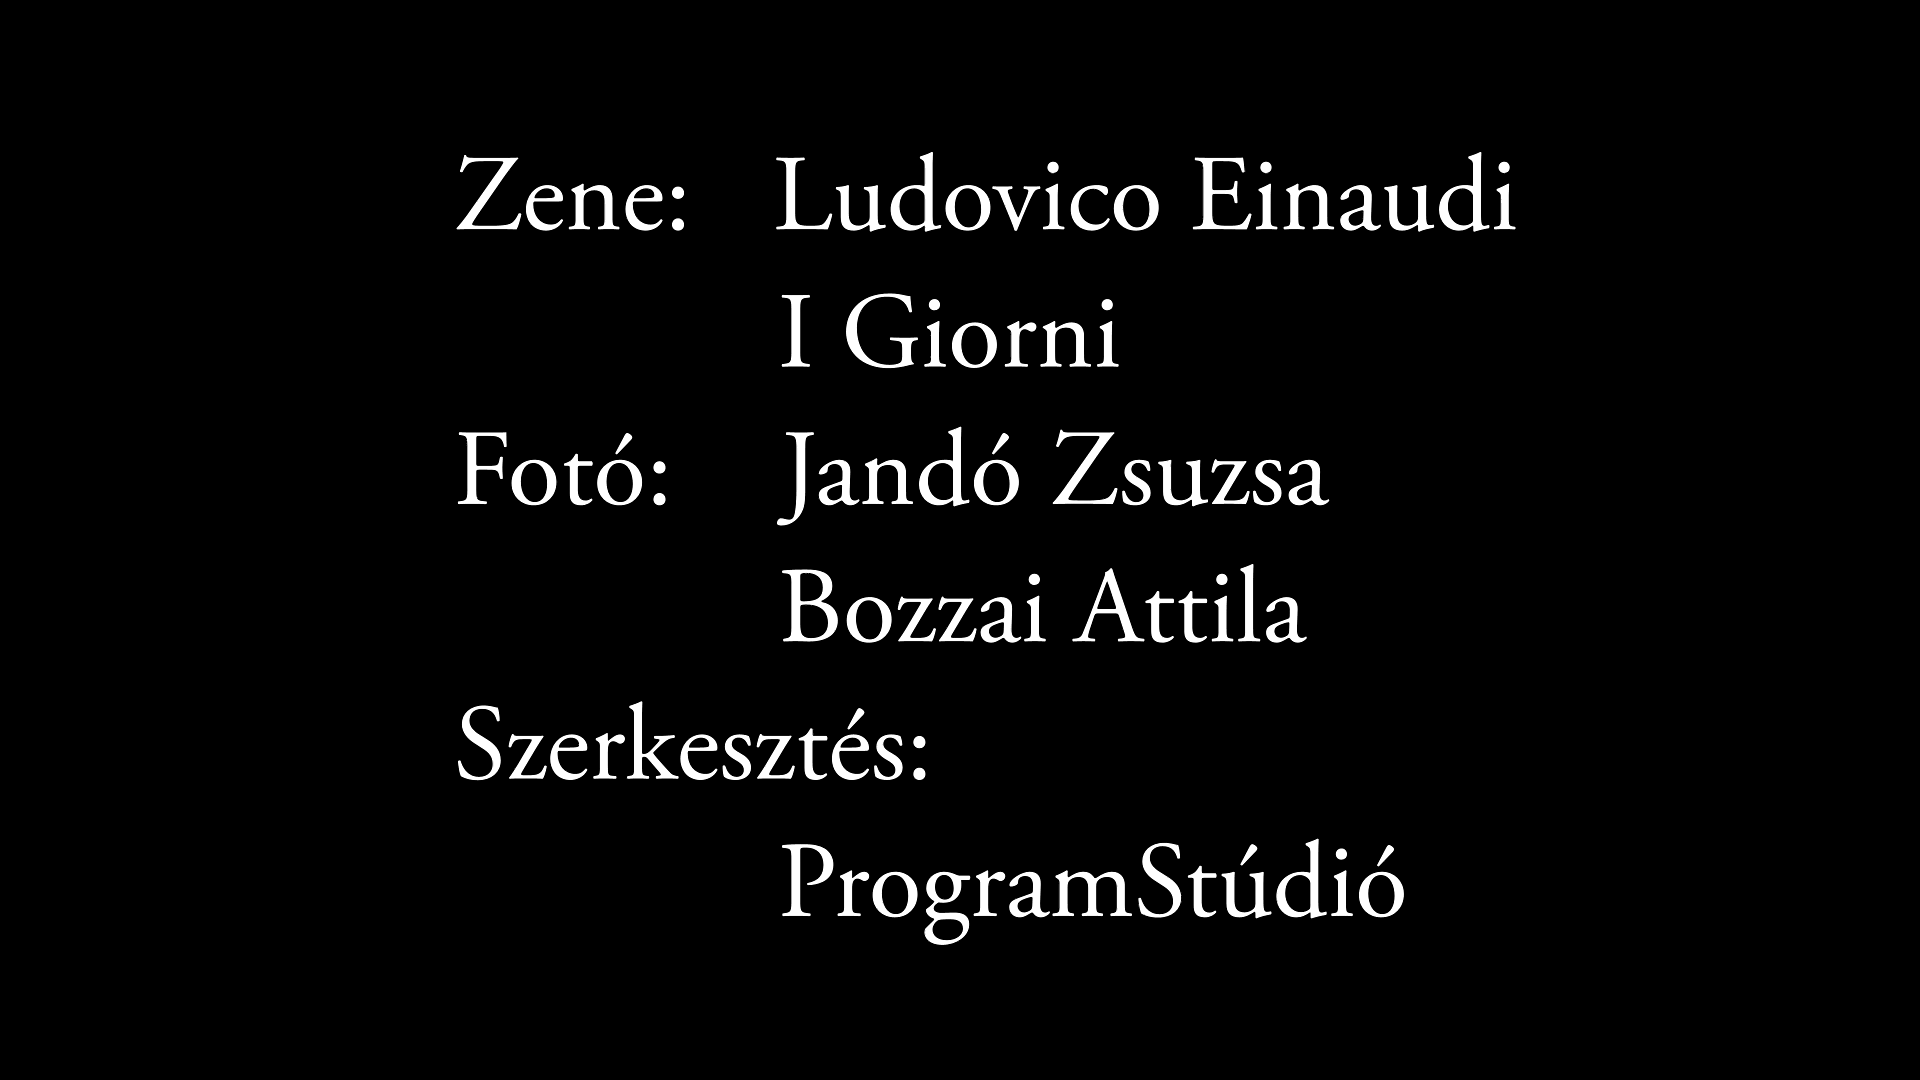 Zene: Ludovico Einaudi
I Giorni
Fotó: Jandó Zsuzsa
Bozzai Attila
Szerkesztés:
ProgramStúdió